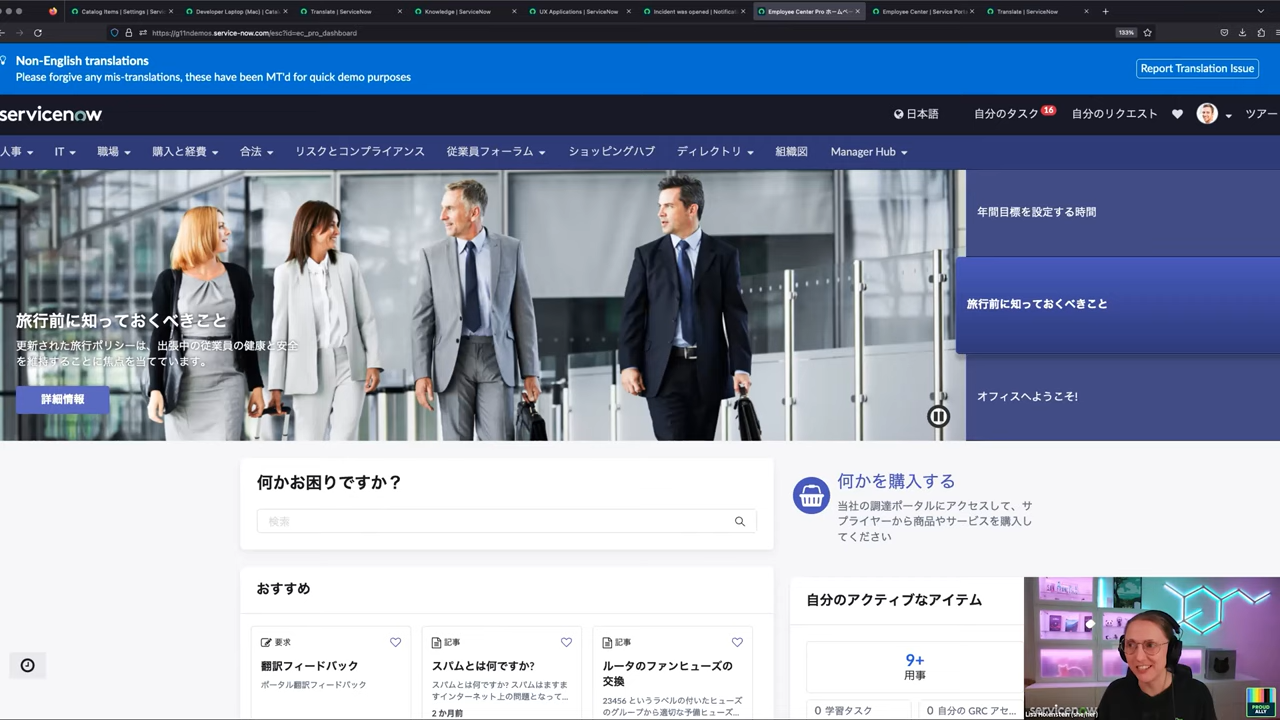 Catalog Items | Settings | Servic
Developer Laptop (Mac) | Catal
Translate | ServiceNow
Knowledge | ServiceNow
UX Applications | ServiceNow
Incident was opened | Notificati
Employee Center Pro ホームペー
Employee Center | Service Porta
Translate | ServiceNow
https://g11ndemos.service-now.com/esc?id=ec_pro_dashboard
133%
Non-English translations
Please forgive any mis-translations, these have been MT'd for quick demo purposes
Report Translation Issue
servicenow
日本語
自分のタスク 16
自分のリクエスト
ツアー
人事
IT
職場
購入と経費
合法
リスクとコンプライアンス
従業員フォーラム
ショッピングハブ
ディレクトリ
組織図
Manager Hub
旅行前に知っておくべきこと
更新された旅行ポリシーは、出張中の従業員の健康と安全
を維持することに焦点を当てています。
詳細情報
年間目標を設定する時間
旅行前に知っておくべきこと
オフィスへようこそ!
何かお困りですか？
検索
何かを購入する
当社の調達ポータルにアクセスして、サ
プライヤーから商品やサービスを購入し
てください
おすすめ
要求
翻訳フィードバック
ポータル翻訳フィードバック
記事
スパムとは何ですか?
スパムとは何ですか? スパムはますま
すインターネット上の問題となって...
2 か月前
記事
ルータのファンヒューズの
交換
23456 というラベルの付いたヒューズ
のグループから適切な予備ヒューズ...
自分のアクティブなアイテム
9+
用事
0 学習タスク
0 自分の GRC アセ...
servicenow
Lisa Holenstein (she/her)
PROUD
ALLY